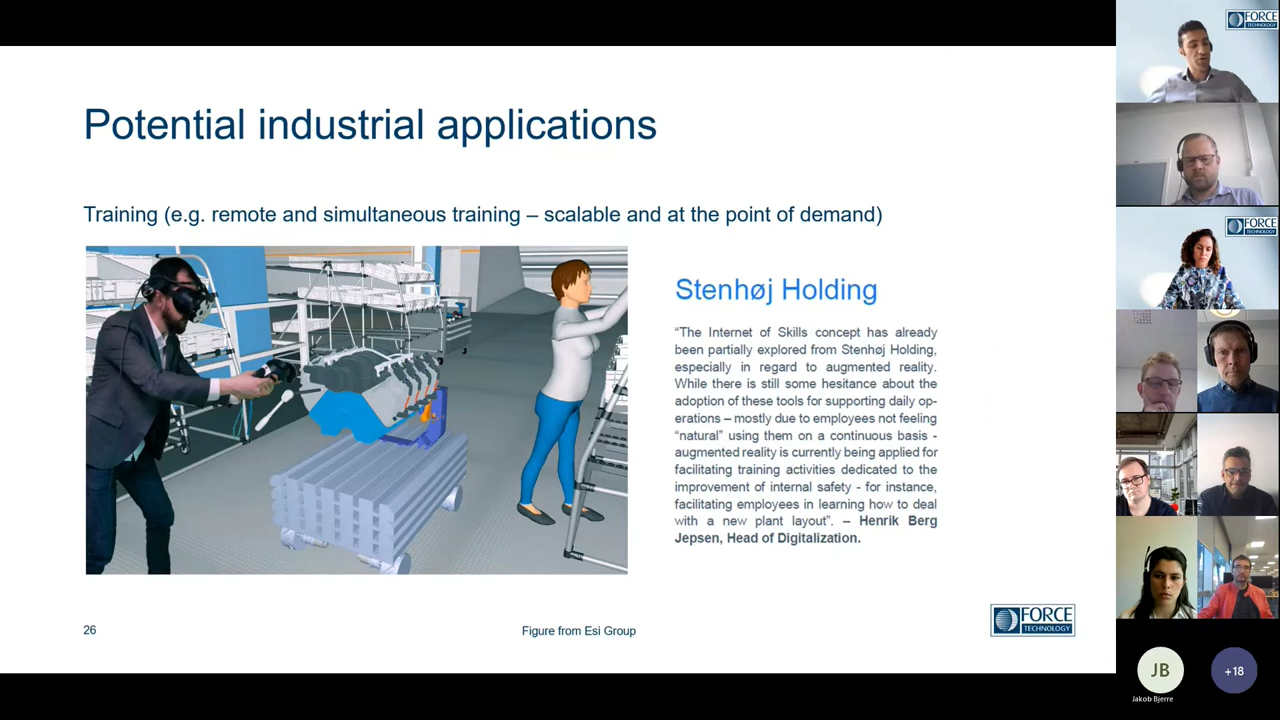 Potential industrial applications
Training (e.g. remote and simultaneous training – scalable and at the point of demand)
Stenhøj Holding
“The Internet of Skills concept has already
been partially explored from Stenhøj Holding,
especially in regard to augmented reality.
While there is still some hesitance about the
adoption of these tools for supporting daily op-
erations – mostly due to employees not feeling
“natural” using them on a continuous basis -
augmented reality is currently being applied for
facilitating training activities dedicated to the
improvement of internal safety - for instance,
facilitating employees in learning how to deal
with a new plant layout”. – Henrik Berg
Jepsen, Head of Digitalization.
26
Figure from Esi Group
FORCE
TECHNOLOGY
FORCE
TECHNOLOGY
FORCE
TECHNOLOGY
JB
Jakob Bjerre
+18